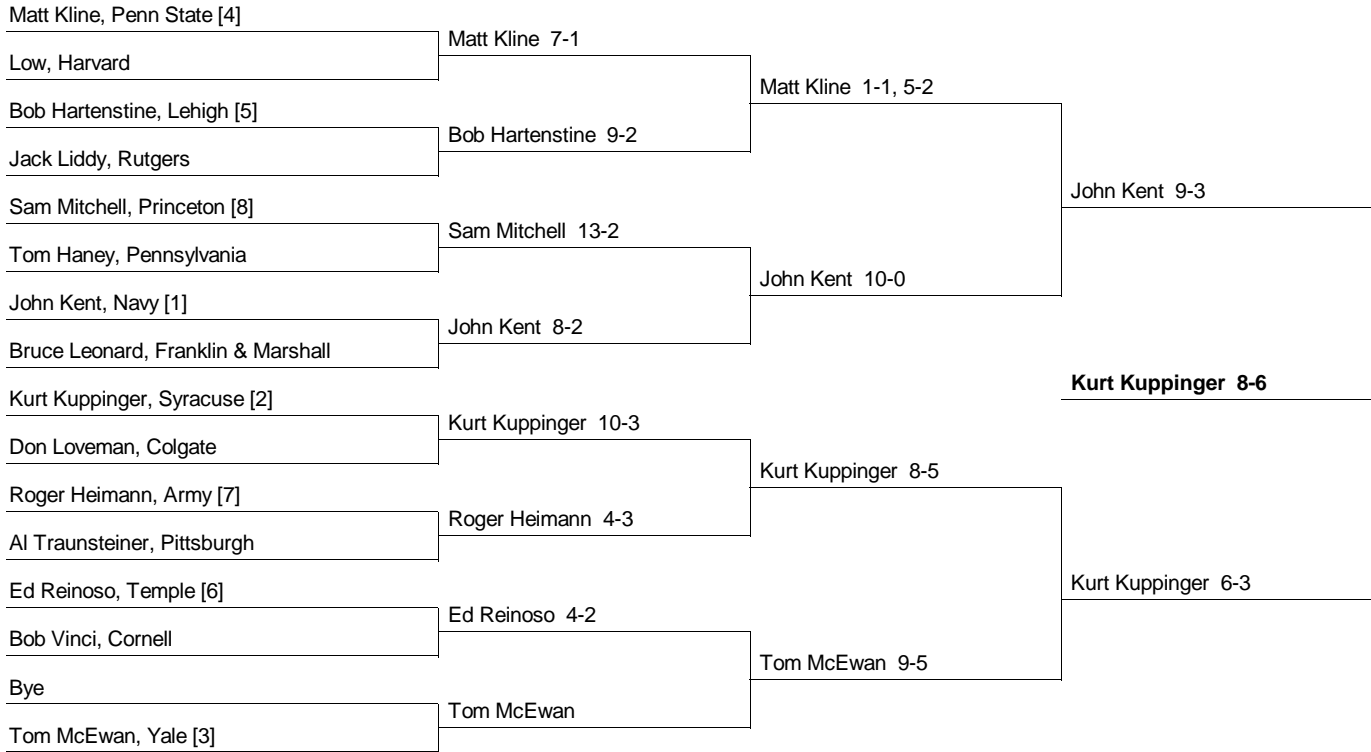 Matt Kline, Penn State [4]
Low, Harvard
Bob Hartenstine, Lehigh [5]
Jack Liddy, Rutgers
Sam Mitchell, Princeton [8]
Tom Haney, Pennsylvania
John Kent, Navy [1]
Bruce Leonard, Franklin & Marshall
Kurt Kuppinger, Syracuse [2]
Don Loveman, Colgate
Roger Heimann, Army [7]
Al Traunsteiner, Pittsburgh
Ed Reinoso, Temple [6]
Bob Vinci, Cornell
Bye
Tom McEwan, Yale [3]
Matt Kline 7-1
Bob Hartenstine 9-2
Sam Mitchell 13-2
John Kent 8-2
Kurt Kuppinger 10-3
Roger Heimann 4-3
Ed Reinoso 4-2
Tom McEwan
Matt Kline 1-1, 5-2
John Kent 10-0
Kurt Kuppinger 8-5
Tom McEwan 9-5
John Kent 9-3
Kurt Kuppinger 8-6
Kurt Kuppinger 6-3